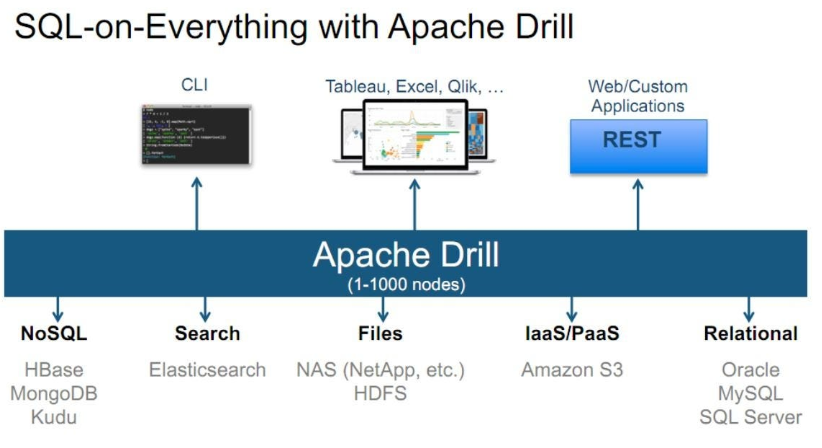 SQL-on-Everything with Apache Drill
CLI
Tableau, Excel, Qlik, ...
Web/Custom
Applications
REST
Apache Drill
(1-1000 nodes)
NoSQL
HBase
MongoDB
Kudu
Search
Elasticsearch
Files
NAS (NetApp, etc.)
HDFS
IaaS/PaaS
Amazon S3
Relational
Oracle
MySQL
SQL Server